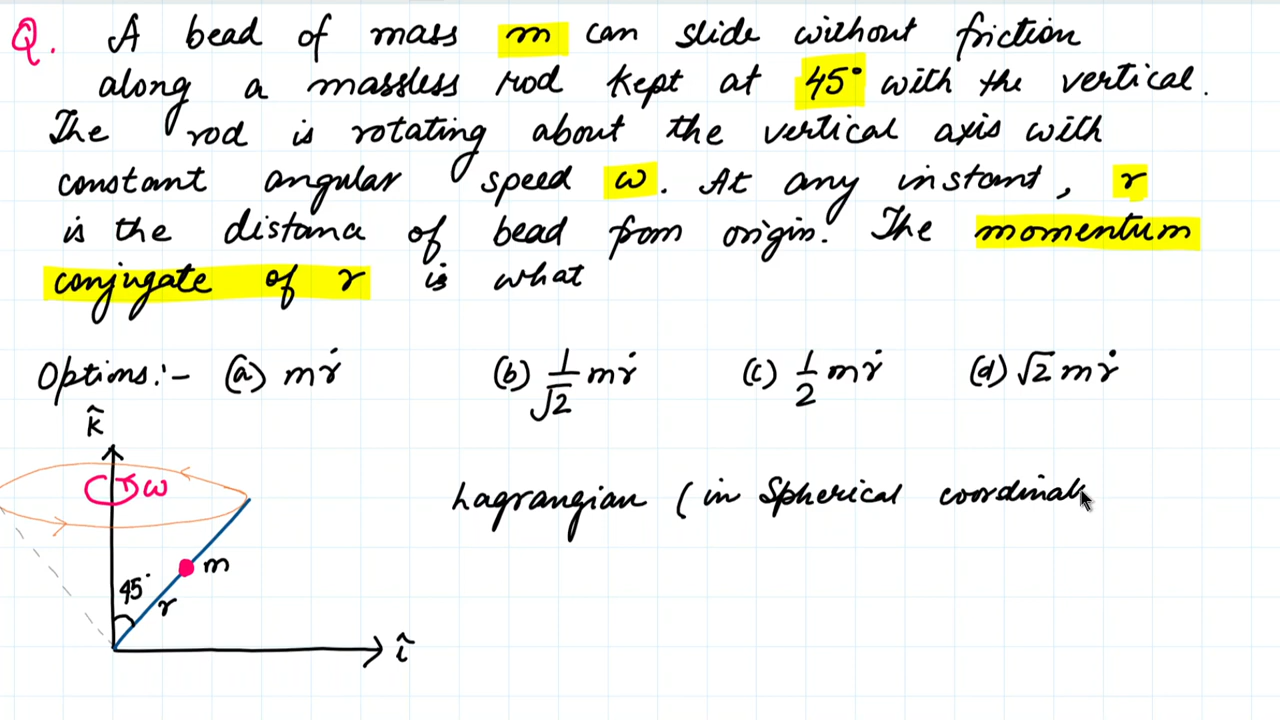 Q. A bead of mass m can slide without friction
along a massless rod kept at 45° with the vertical.
The rod is rotating about the vertical axis with
constant angular speed ω. At any instant, r
is the distance of bead from origin. The momentum
conjugate of r is what
Options:- (a) mṙ (b) 1/√2 mṙ (c) 1/2 mṙ (d) √2 mṙ
k̂
ω
Lagrangian (in Spherical coordinat
m
45°
r
î